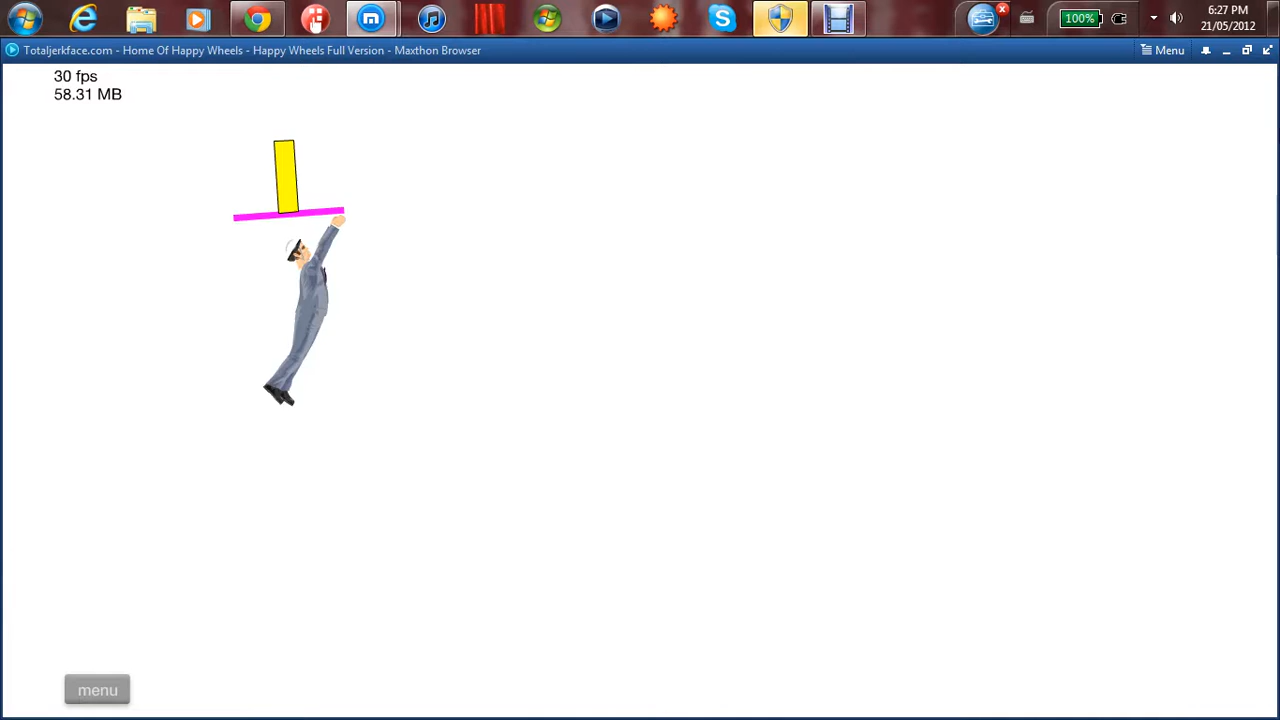 100%
6:27 PM
21/05/2012
Totaljerkface.com - Home Of Happy Wheels - Happy Wheels Full Version - Maxthon Browser
Menu
30 fps
58.31 MB
menu